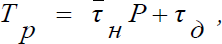 T_р = τ̄_н P + τ_д ,